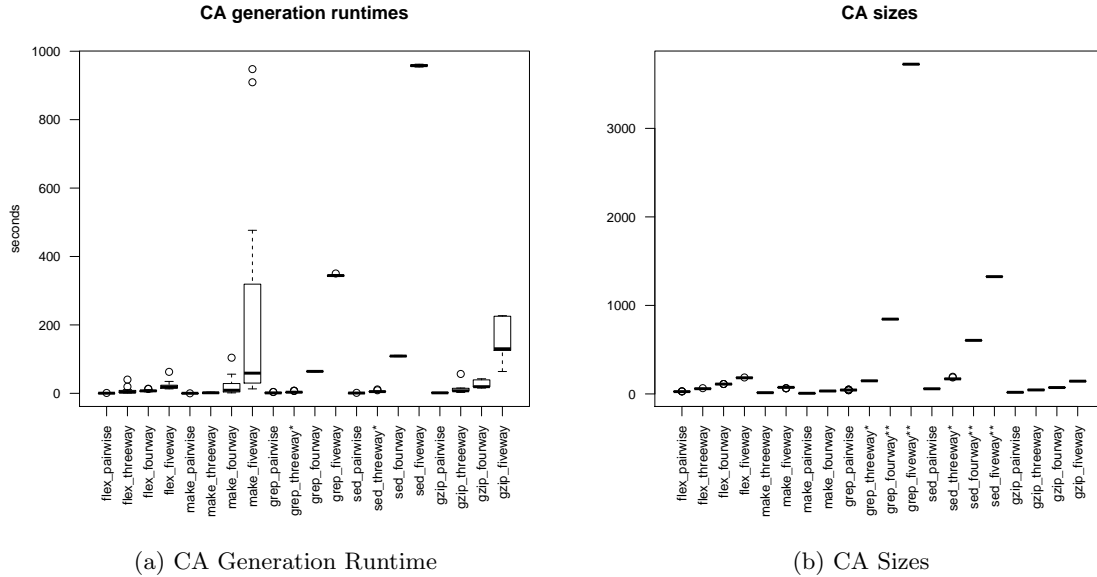 CA generation runtimes
seconds
1000
800
600
400
200
0
flex_pairwise
flex_threeway
flex_fourway
flex_fiveway
make_pairwise
make_threeway
make_fourway
make_fiveway
grep_pairwise
grep_threeway*
grep_fourway
grep_fiveway
sed_pairwise
sed_threeway*
sed_fourway
sed_fiveway
gzip_pairwise
gzip_threeway
gzip_fourway
gzip_fiveway
(a) CA Generation Runtime
CA sizes
3000
2000
1000
0
flex_pairwise
flex_threeway
flex_fourway
flex_fiveway
make_threeway
make_fiveway
make_pairwise
make_fourway
grep_pairwise
grep_threeway*
grep_fourway**
grep_fiveway**
sed_pairwise
sed_threeway*
sed_fourway**
sed_fiveway**
gzip_pairwise
gzip_threeway
gzip_fourway
gzip_fiveway
(b) CA Sizes